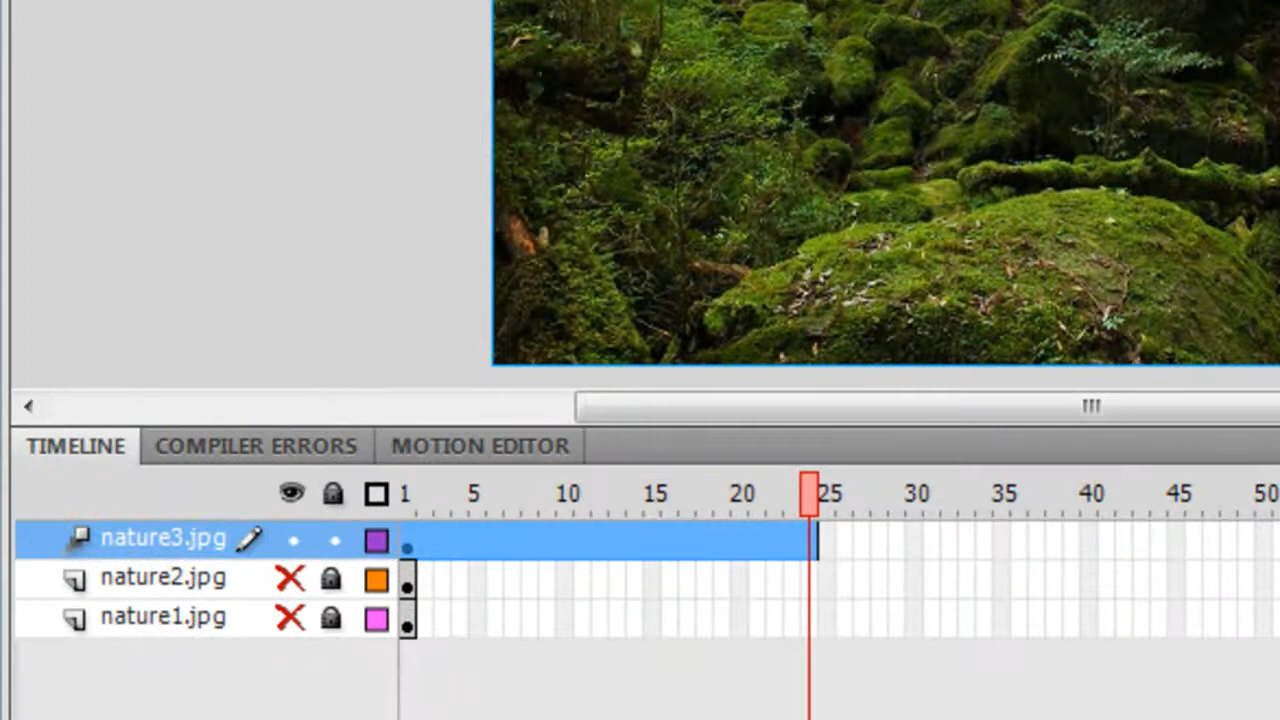 TIMELINE COMPILER ERRORS MOTION EDITOR
1 5 10 15 20 25 30 35 40 45 50
nature3.jpg
nature2.jpg
nature1.jpg